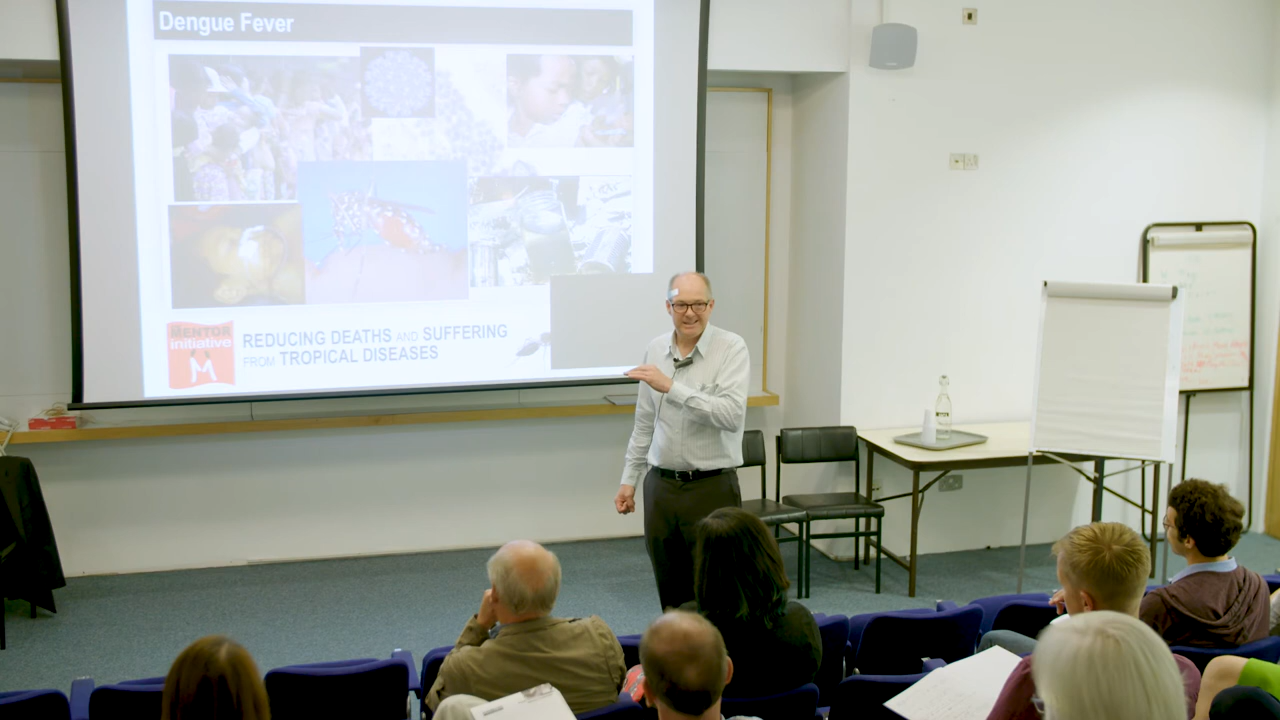 Dengue Fever
MENTOR
initiative
REDUCING DEATHS AND SUFFERING
FROM TROPICAL DISEASES